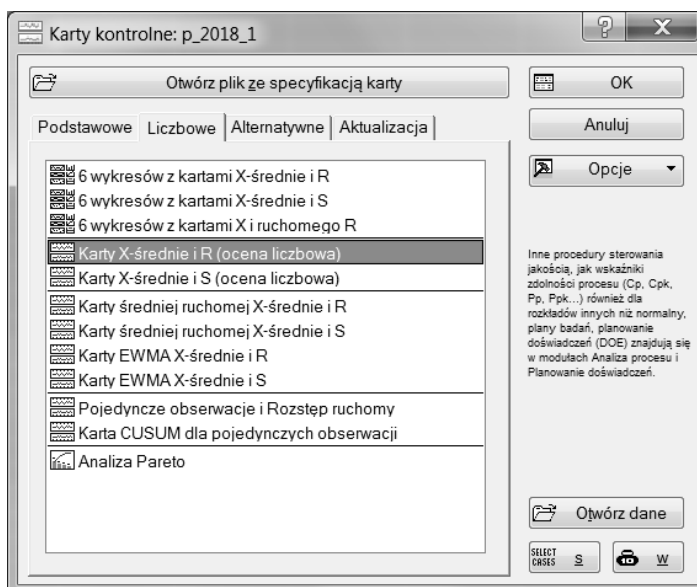 Karty kontrolne: p_2018_1
Otwórz plik ze specyfikacją karty
OK
Podstawowe Liczbowe Alternatywne Aktualizacja
Anuluj
Opcje
6 wykresów z kartami X-średnie i R
6 wykresów z kartami X-średnie i S
6 wykresów z kartami X i ruchomego R
Karty X-średnie i R (ocena liczbowa)
Karty X-średnie i S (ocena liczbowa)
Karty średniej ruchomej X-średnie i R
Karty średniej ruchomej X-średnie i S
Karty EWMA X-średnie i R
Karty EWMA X-średnie i S
Pojedyncze obserwacje i Rozstęp ruchomy
Karta CUSUM dla pojedynczych obserwacji
Analiza Pareto
Inne procedury sterowania
jakością, jak wskaźniki
zdolności procesu (Cp, Cpk,
Pp, Ppk...) również dla
rozkładów innych niż normalny,
plany badań, planowanie
doświadczeń (DOE) znajdują się
w modułach Analiza procesu i
Planowanie doświadczeń.
Otwórz dane
SELECT
CASES S W